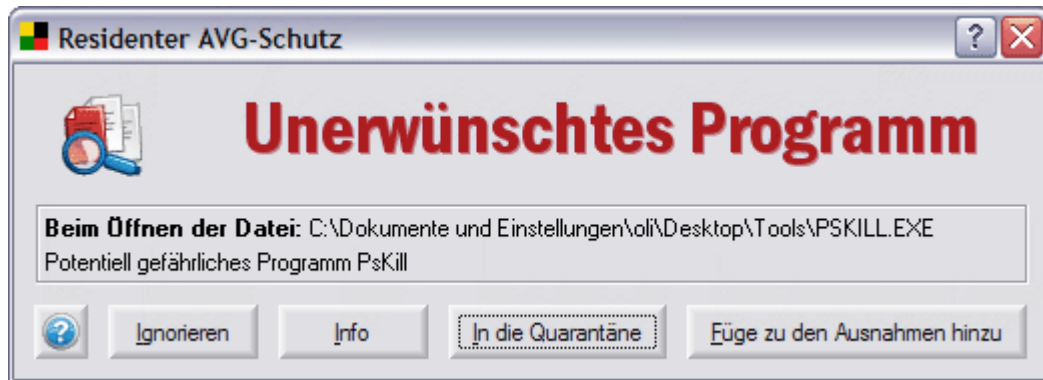 Residenter AVG-Schutz
Unerwünschtes Programm
Beim Öffnen der Datei: C:\Dokumente und Einstellungen\oli\Desktop\Tools\PSKILL.EXE
Potentiell gefährliches Programm PsKill
Ignorieren Info In die Quarantäne Füge zu den Ausnahmen hinzu